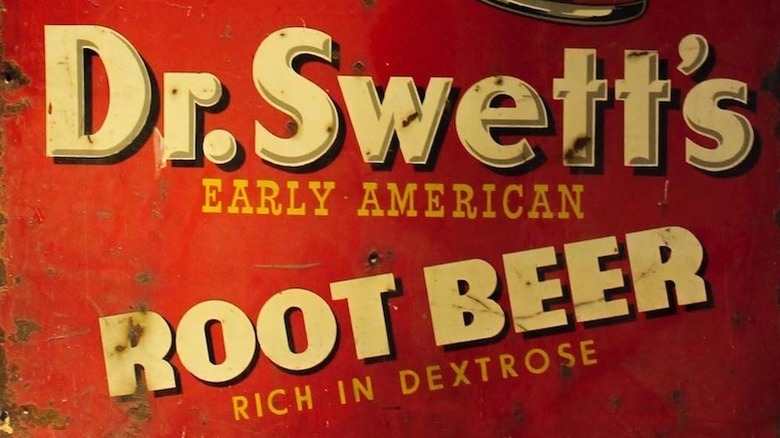 Dr. Swett's
EARLY AMERICAN
ROOT BEER
RICH IN DEXTROSE